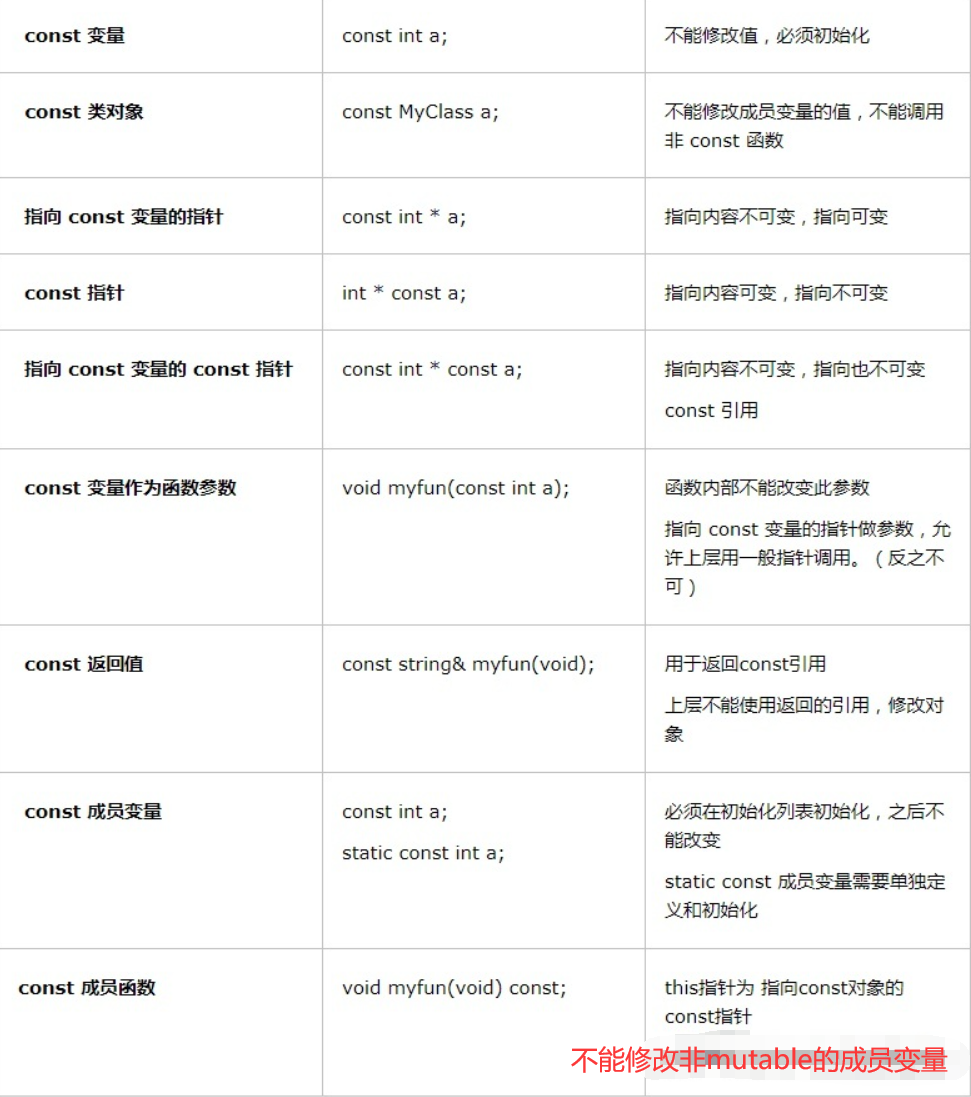 const 变量
const int a;
不能修改值，必须初始化
const 类对象
const MyClass a;
不能修改成员变量的值，不能调用
非 const 函数
指向 const 变量的指针
const int * a;
指向内容不可变，指向可变
const 指针
int * const a;
指向内容可变，指向不可变
指向 const 变量的 const 指针
const int * const a;
指向内容不可变，指向也不可变
const 引用
const 变量作为函数参数
void myfun(const int a);
函数内部不能改变此参数
指向 const 变量的指针做参数，允
许上层用一般指针调用。（反之不
可）
const 返回值
const string& myfun(void);
用于返回const引用
上层不能使用返回的引用，修改对
象
const 成员变量
const int a;
static const int a;
必须在初始化列表初始化，之后不
能改变
static const 成员变量需要单独定
义和初始化
const 成员函数
void myfun(void) const;
this指针为 指向const对象的
const指针
不能修改非mutable的成员变量